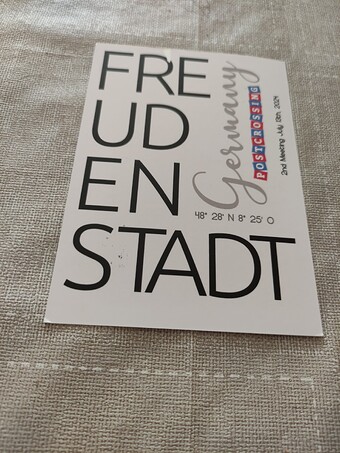 FRE
UD
EN
STADT
Germany
POSTCROSSING
2nd Meeting July 13th, 2024
48° 28' N 8° 25' O